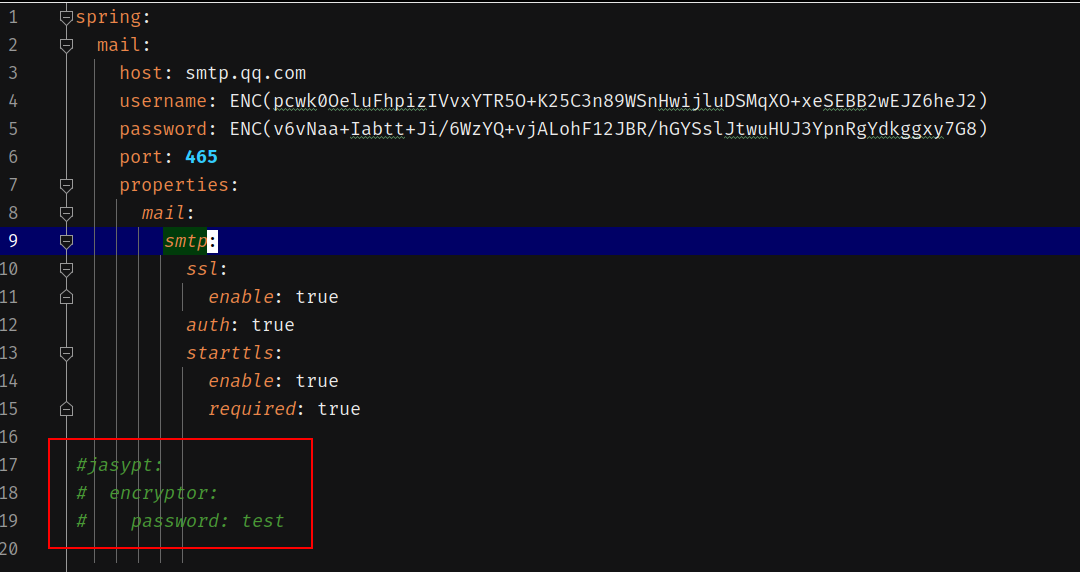 1 spring:
2 mail:
3 host: smtp.qq.com
4 username: ENC(pcwk0OeluFhpizIVvxYTR5O+K25C3n89WSnHwijluDSMqXO+xeSEBB2wEJZ6heJ2)
5 password: ENC(v6vNaa+Iabtt+Ji/6WzYQ+vjALohF12JBR/hGYSslJtwuHUJ3YpnRgYdkggxy7G8)
6 port: 465
7 properties:
8 mail:
9 smtp:
10 ssl:
11 enable: true
12 auth: true
13 starttls:
14 enable: true
15 required: true
16
17 #jasypt:
18 # encryptor:
19 # password: test
20